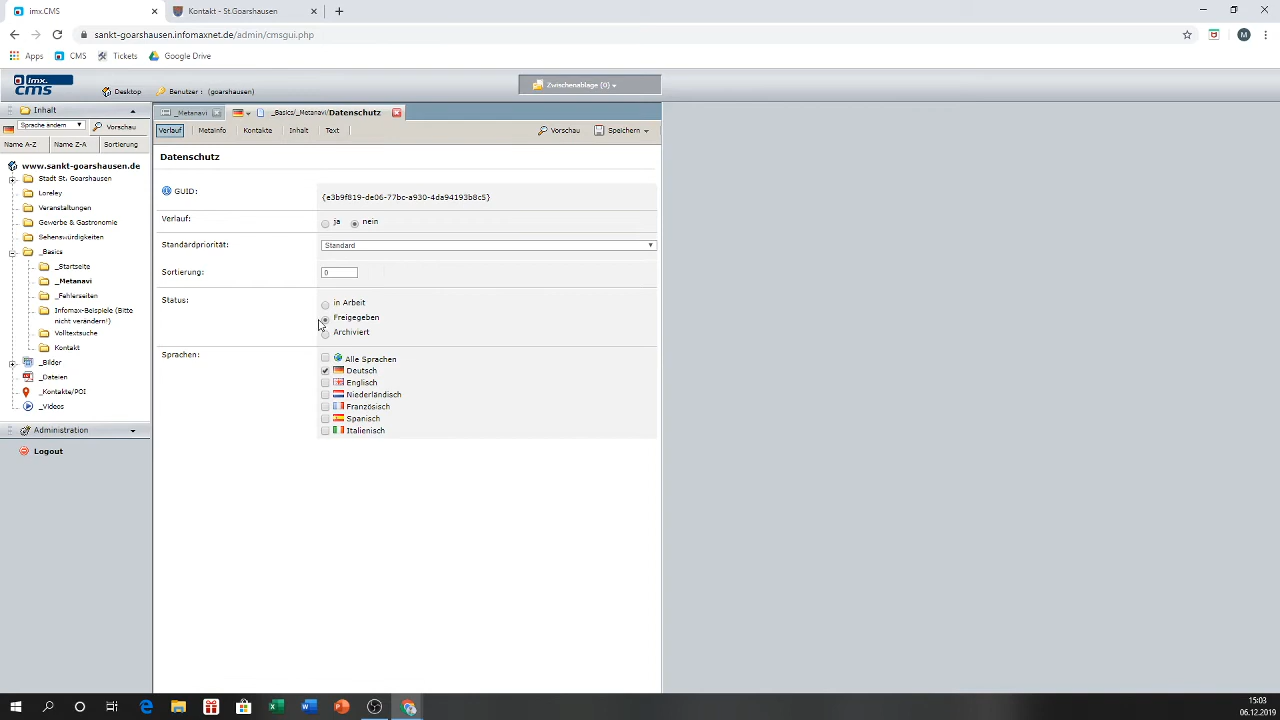 imx.CMS
Kontakt - St.Goarshausen
sankt-goarshausen.infomaxnet.de/admin/cmsgui.php
M
Apps
CMS
Tickets
Google Drive
imx.
cms
Desktop
Benutzer : (goarshausen)
Zwischenablage (0)
Inhalt
_Metanavi
_Basics/_Metanavi/Datenschutz
Sprache ändern
Vorschau
Verlauf
Metainfo
Kontakte
Inhalt
Text
Vorschau
Speichern
Name A-Z
Name Z-A
Sortierung
Datenschutz
www.sankt-goarshausen.de
Stadt St. Goarshausen
Loreley
Veranstaltungen
Gewerbe & Gastronomie
Sehenswürdigkeiten
_Basics
_Startseite
_Metanavi
_Fehlerseiten
Infomax-Beispiele (Bitte
nicht verändern!)
Volltextsuche
Kontakt
_Bilder
_Dateien
_Kontakte/POI
_Videos
Administration
Logout
GUID:
{e3b9f819-de06-77bc-a930-4da94193b8c5}
Verlauf:
ja
nein
Standardpriorität:
Standard
Sortierung:
0
Status:
in Arbeit
Freigegeben
Archiviert
Sprachen:
Alle Sprachen
Deutsch
Englisch
Niederländisch
Französisch
Spanisch
Italienisch
15:03
06.12.2019